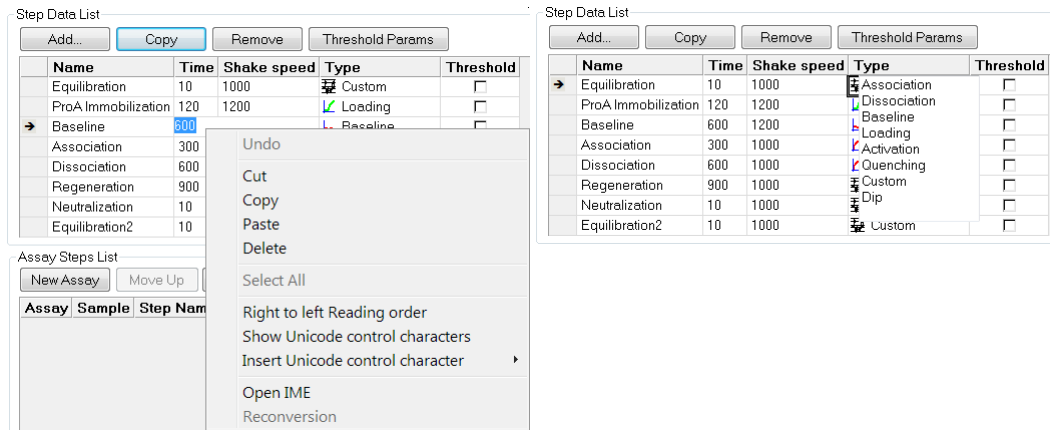 Step Data List
Add... Copy Remove Threshold Params
Name Time Shake speed Type Threshold
Equilibration 10 1000 Custom
ProA Immobilization 120 1200 Loading
Baseline 600 Baseline
Association 300
Dissociation 600
Regeneration 900
Neutralization 10
Equilibration2 10
Undo
Cut
Copy
Paste
Delete
Select All
Right to left Reading order
Show Unicode control characters
Insert Unicode control character
Open IME
Reconversion
Assay Steps List
New Assay Move Up
Assay Sample Step Nam
Step Data List
Add... Copy Remove Threshold Params
Name Time Shake speed Type Threshold
Equilibration 10 1000
ProA Immobilization 120 1200
Baseline 600 1200
Association 300 1000
Dissociation 600 1000
Regeneration 900 1000
Neutralization 10 1000
Equilibration2 10 1000 Custom
Association
Dissociation
Baseline
Loading
Activation
Quenching
Custom
Dip